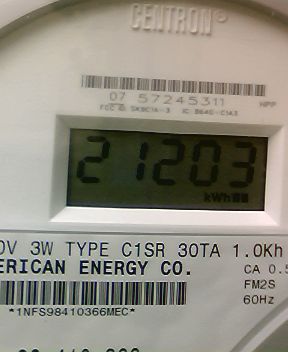 CENTRON®
07 57245311
HPP
FCC ID SK9C1A-3 IC 864G-C1A3
21203
kWh
0V 3W TYPE C1SR 30TA 1.0Kh
ERICAN ENERGY CO.
CA 0.5
FM2S
60Hz
*1NFS98410366MEC*